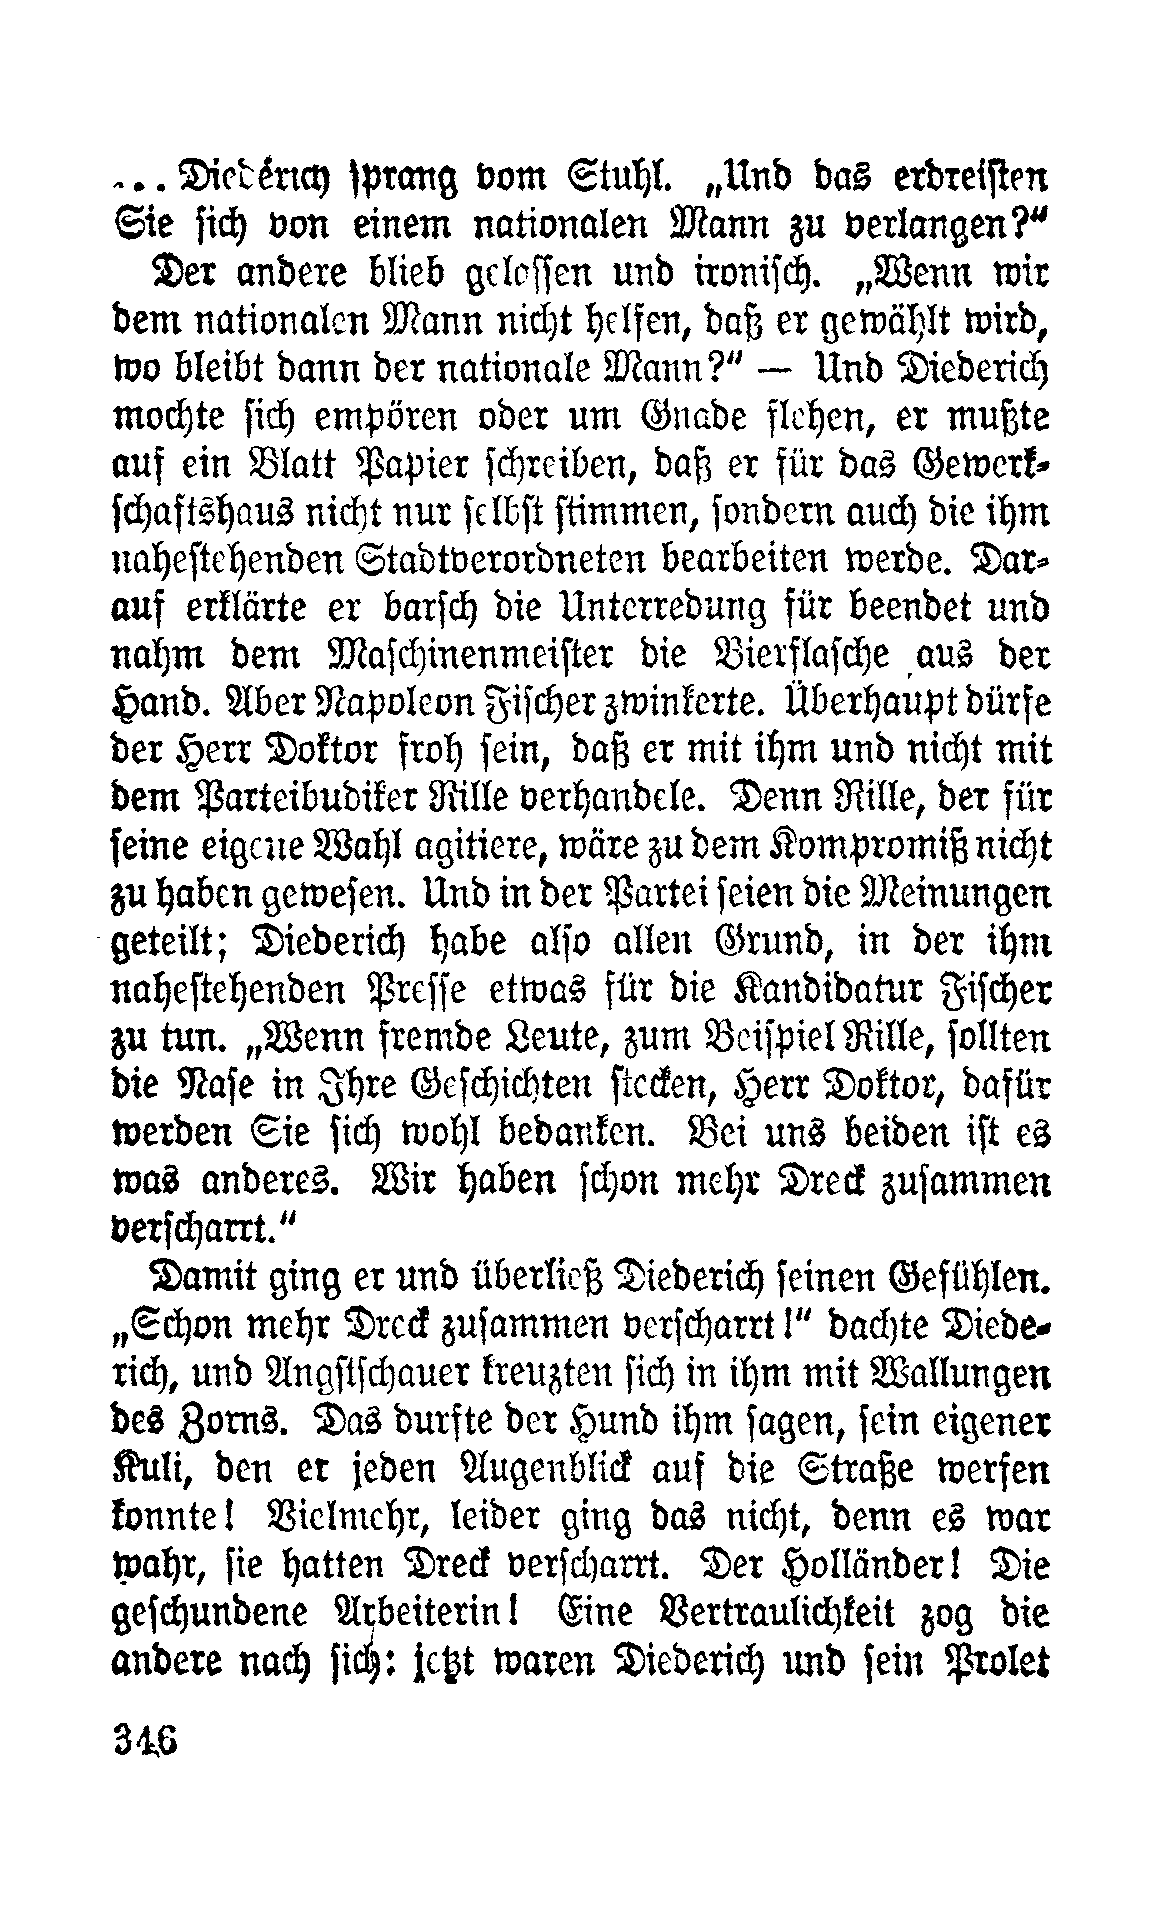 ... Diederich sprang vom Stuhl. „Und das erdreisten
Sie sich von einem nationalen Mann zu verlangen?“
Der andere blieb gelassen und ironisch. „Wenn wir
dem nationalen Mann nicht helfen, daß er gewählt wird,
wo bleibt dann der nationale Mann?“ — Und Diederich
mochte sich empören oder um Gnade flehen, er mußte
auf ein Blatt Papier schreiben, daß er für das Gewerk-
schaftshaus nicht nur selbst stimmen, sondern auch die ihm
nahestehenden Stadtverordneten bearbeiten werde. Dar-
auf erklärte er barsch die Unterredung für beendet und
nahm dem Maschinenmeister die Bierflasche aus der
Hand. Aber Napoleon Fischer zwinkerte. Überhaupt dürfe
der Herr Doktor froh sein, daß er mit ihm und nicht mit
dem Parteibudiker Rille verhandele. Denn Rille, der für
seine eigene Wahl agitiere, wäre zu dem Kompromiß nicht
zu haben gewesen. Und in der Partei seien die Meinungen
geteilt; Diederich habe also allen Grund, in der ihm
nahestehenden Presse etwas für die Kandidatur Fischer
zu tun. „Wenn fremde Leute, zum Beispiel Rille, sollten
die Nase in Ihre Geschichten stecken, Herr Doktor, dafür
werden Sie sich wohl bedanken. Bei uns beiden ist es
was anderes. Wir haben schon mehr Dreck zusammen
verscharrt.“
Damit ging er und überließ Diederich seinen Gefühlen.
„Schon mehr Dreck zusammen verscharrt!“ dachte Diede-
rich, und Angstschauer kreuzten sich in ihm mit Wallungen
des Zorns. Das durfte der Hund ihm sagen, sein eigener
Kuli, den er jeden Augenblick auf die Straße werfen
konnte! Vielmehr, leider ging das nicht, denn es war
wahr, sie hatten Dreck verscharrt. Der Holländer! Die
geschundene Arbeiterin! Eine Vertraulichkeit zog die
andere nach sich: jetzt waren Diederich und sein Prolet
346